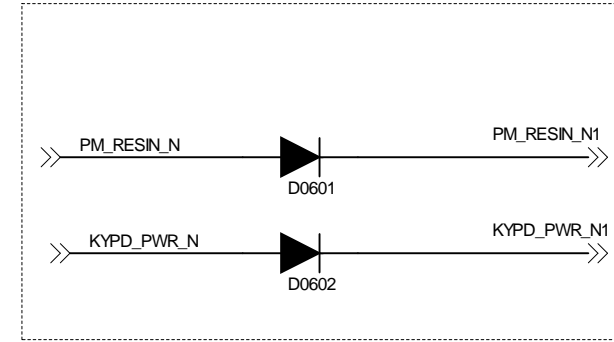 PM_RESIN_N
PM_RESIN_N1
D0601
KYPD_PWR_N
KYPD_PWR_N1
D0602